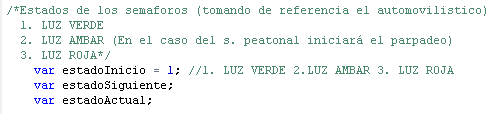 /*Estados de los semaforos (tomando de referencia el automovilistico)
1. LUZ VERDE
2. LUZ AMBAR (En el caso del s. peatonal iniciará el parpadeo)
3. LUZ ROJA*/
var estadoInicio = 1; //1. LUZ VERDE 2.LUZ AMBAR 3. LUZ ROJA
var estadoSiguiente;
var estadoActual;